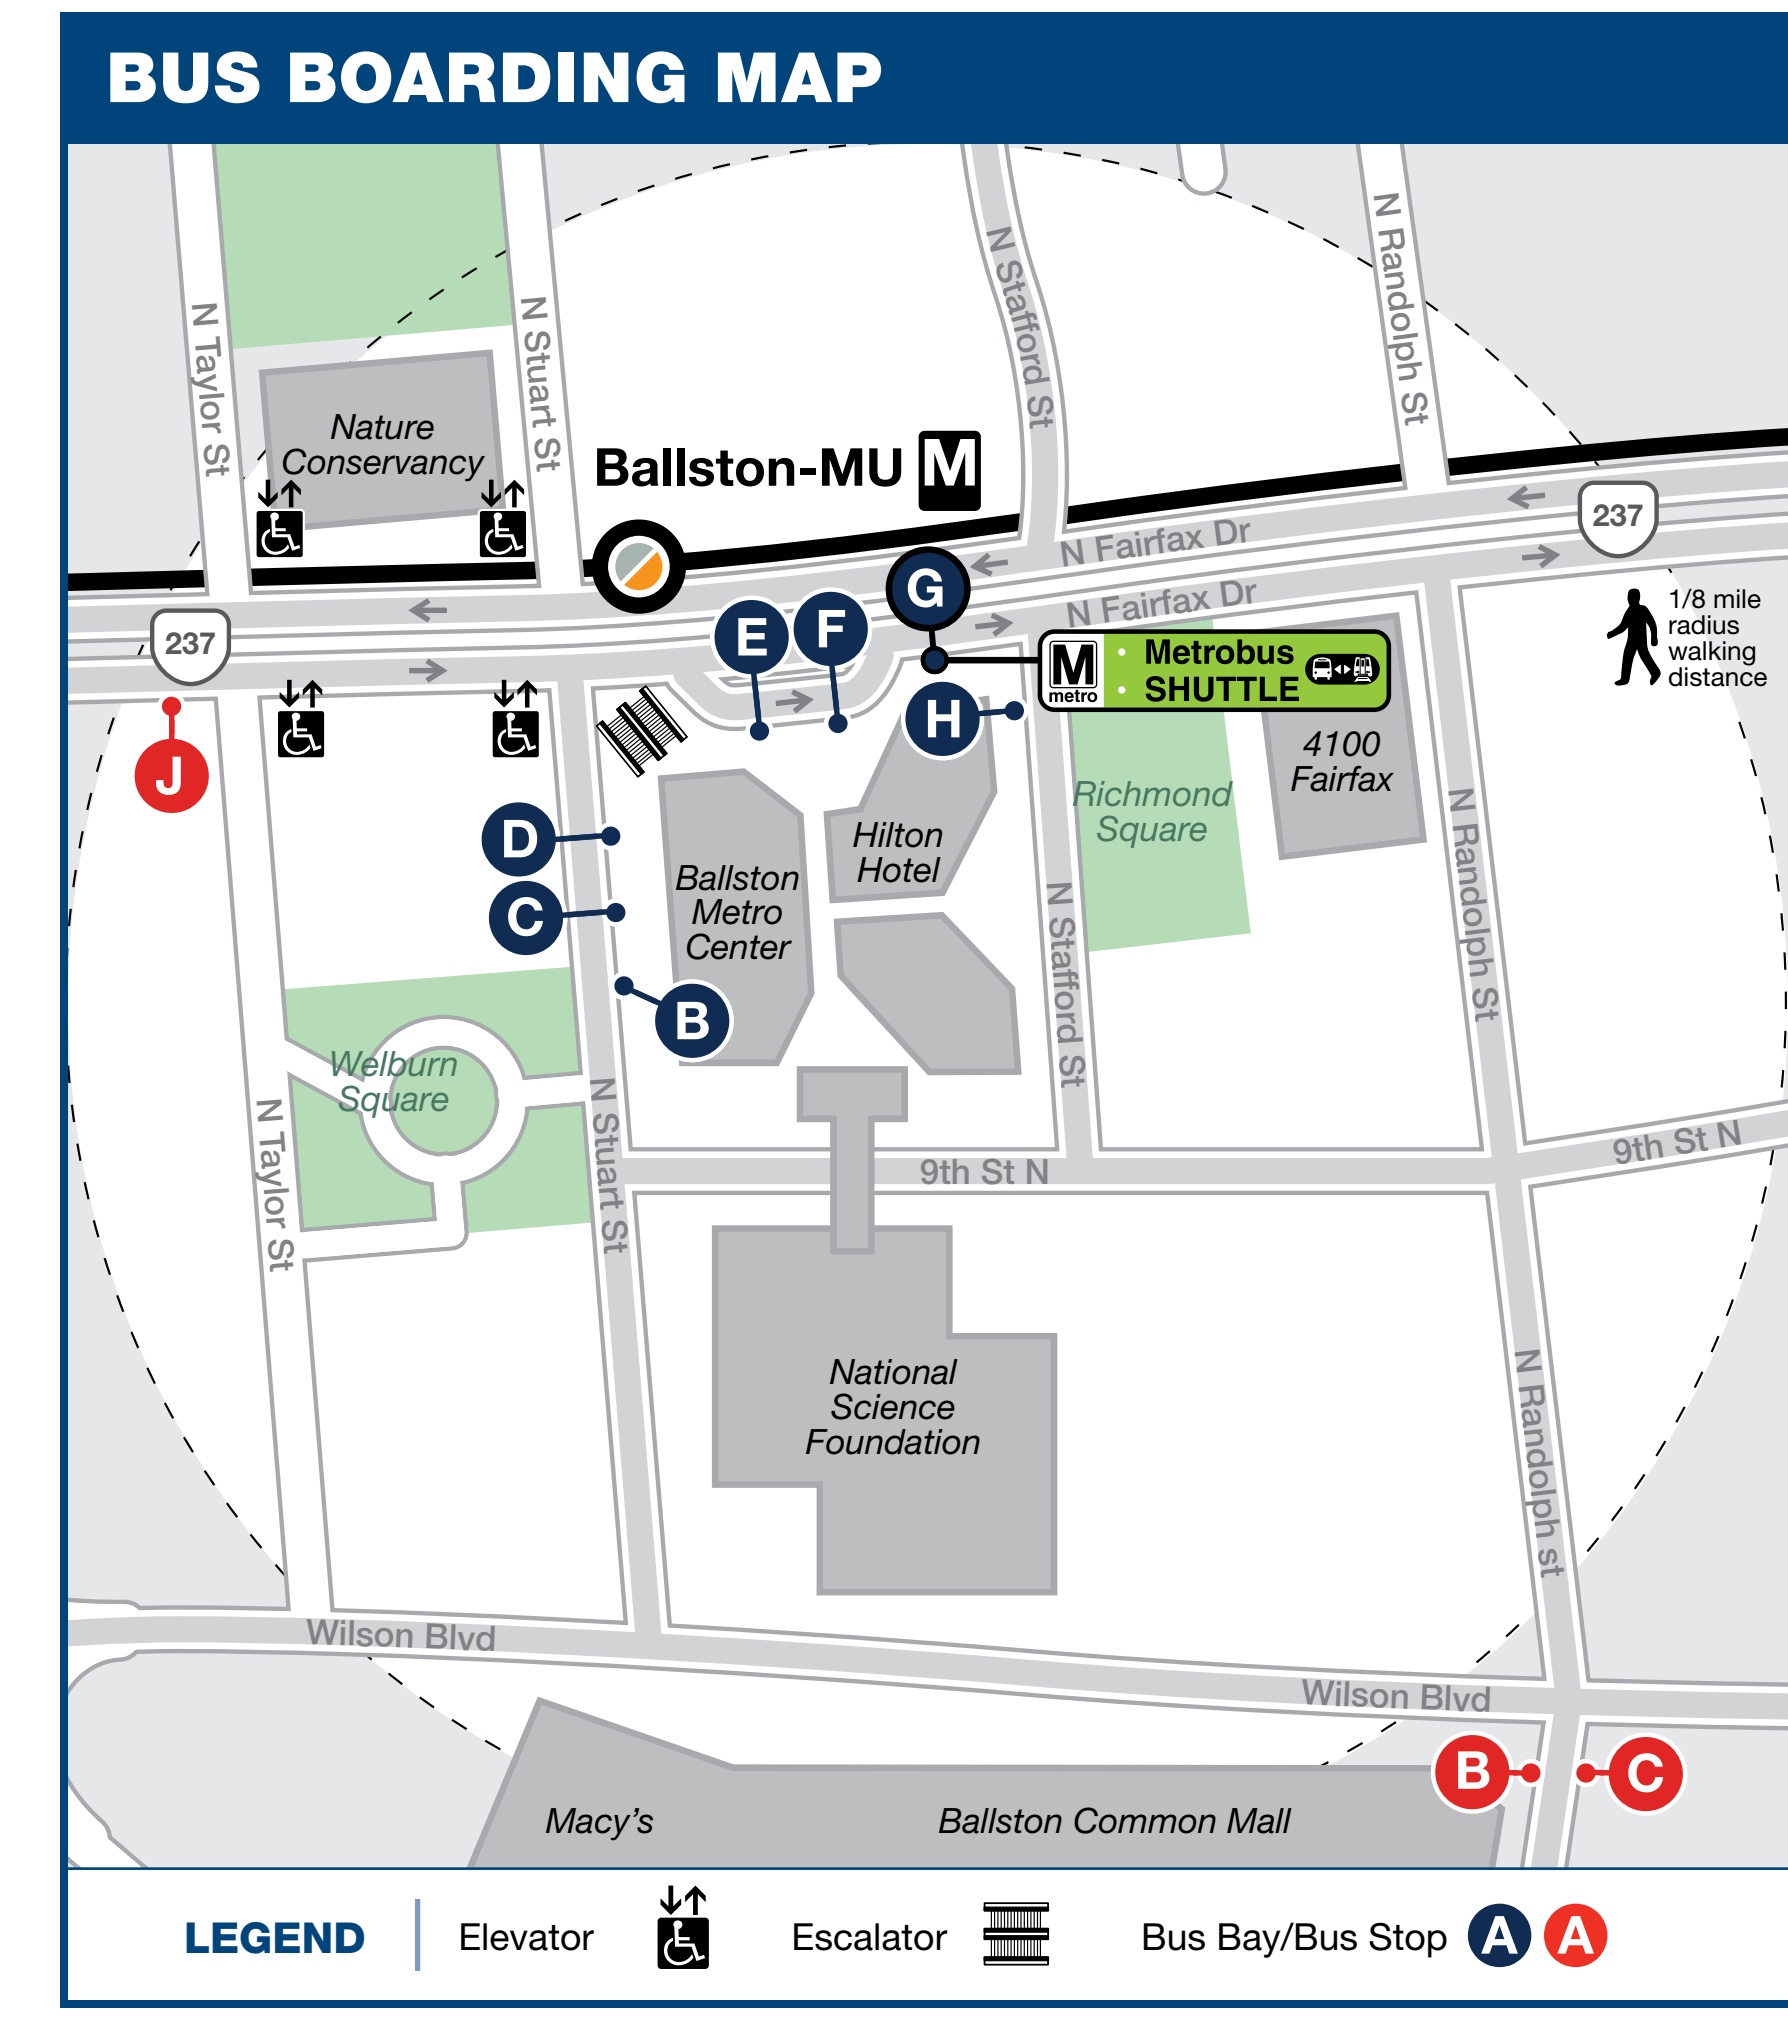 BUS BOARDING MAP
N Taylor St
N Stuart St
N Stafford St
N Randolph St
Nature
Conservancy
Ballston-MU M
N Fairfax Dr
237
N Fairfax Dr
237
G
E
F
1/8 mile
radius
walking
distance
M
metro
• Metrobus
• SHUTTLE
H
J
4100
Fairfax
Richmond
Square
D
Hilton
Hotel
C
Ballston
Metro
Center
N Randolph St
N Stafford St
B
Welburn
Square
N Taylor St
N Stuart St
9th St N
9th St N
National
Science
Foundation
N Randolph st
Wilson Blvd
Wilson Blvd
B
C
Macy's
Ballston Common Mall
LEGEND
Elevator
Escalator
Bus Bay/Bus Stop A A